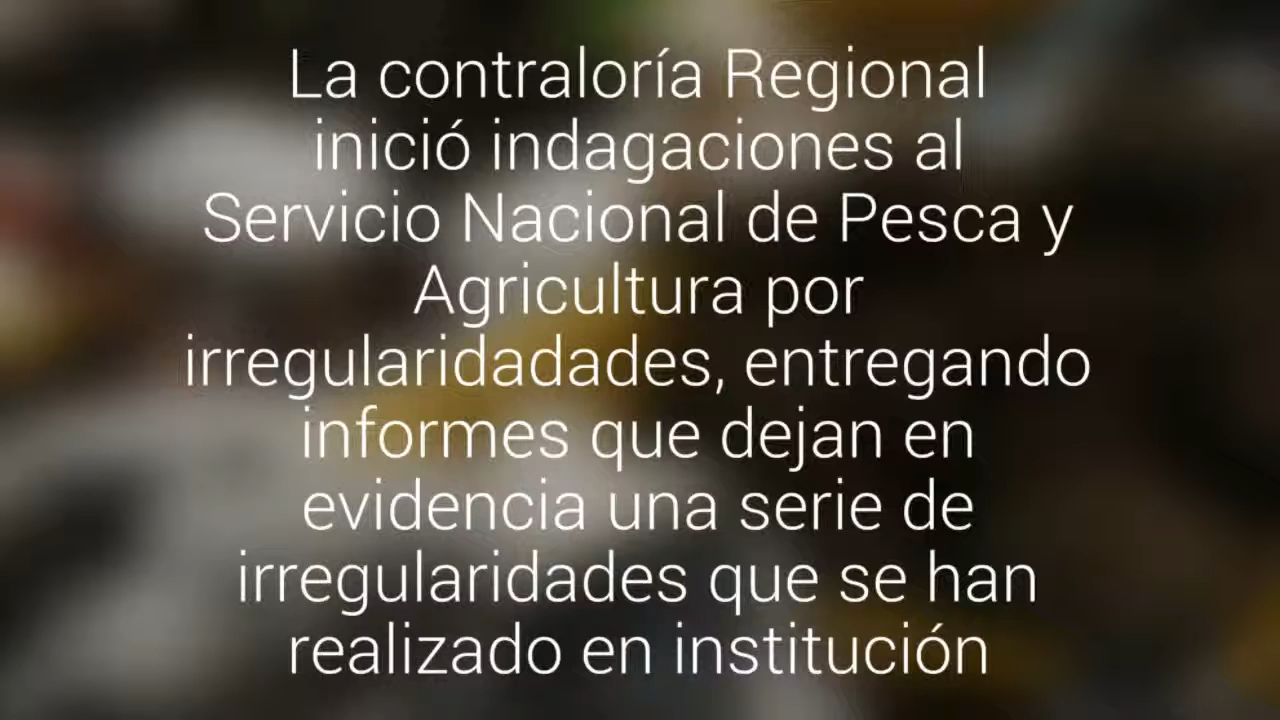 La contraloría Regional
inició indagaciones al
Servicio Nacional de Pesca y
Agricultura por
irregularidadades, entregando
informes que dejan en
evidencia una serie de
irregularidades que se han
realizado en institución